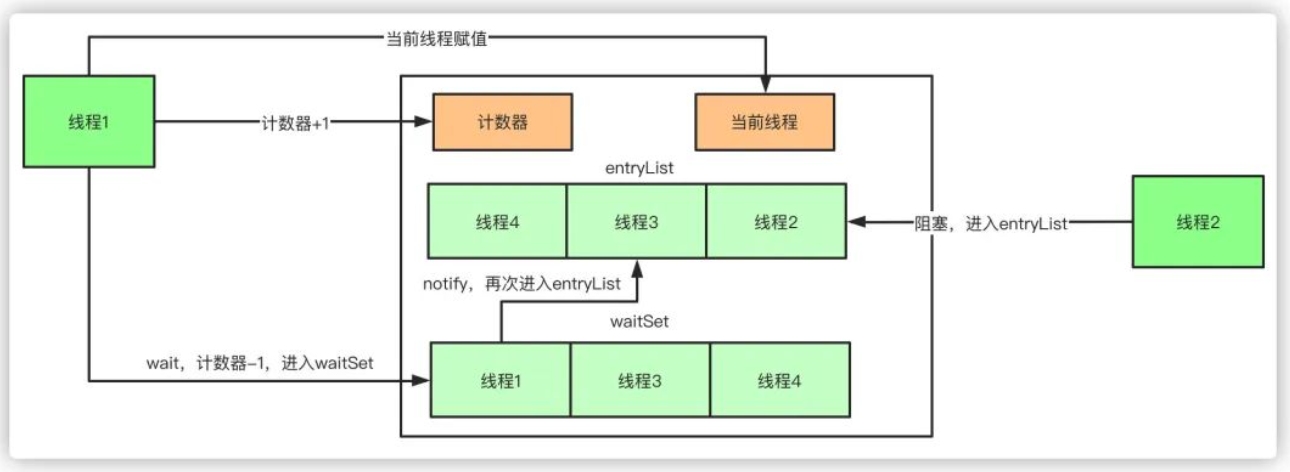 当前线程赋值
线程1
计数器+1
计数器
当前线程
entryList
线程4
线程3
线程2
阻塞，进入entryList
线程2
notify，再次进入entryList
waitSet
wait，计数器-1，进入waitSet
线程1
线程3
线程4